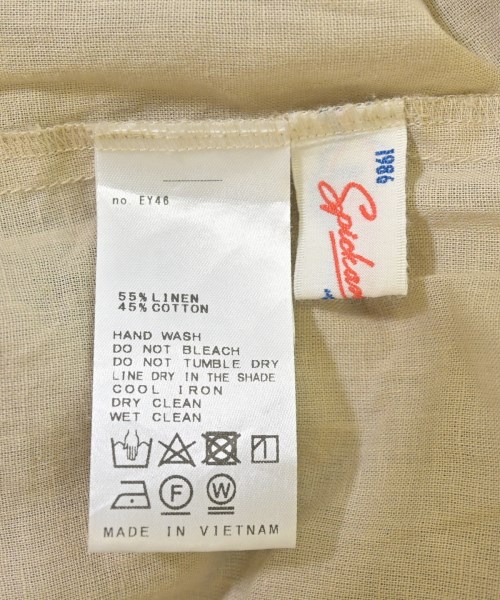 no. EY46
55% LINEN
45% COTTON
HAND WASH
DO NOT BLEACH
DO NOT TUMBLE DRY
LINE DRY IN THE SHADE
COOL IRON
DRY CLEAN
WET CLEAN
F
W
MADE IN VIETNAM
1986